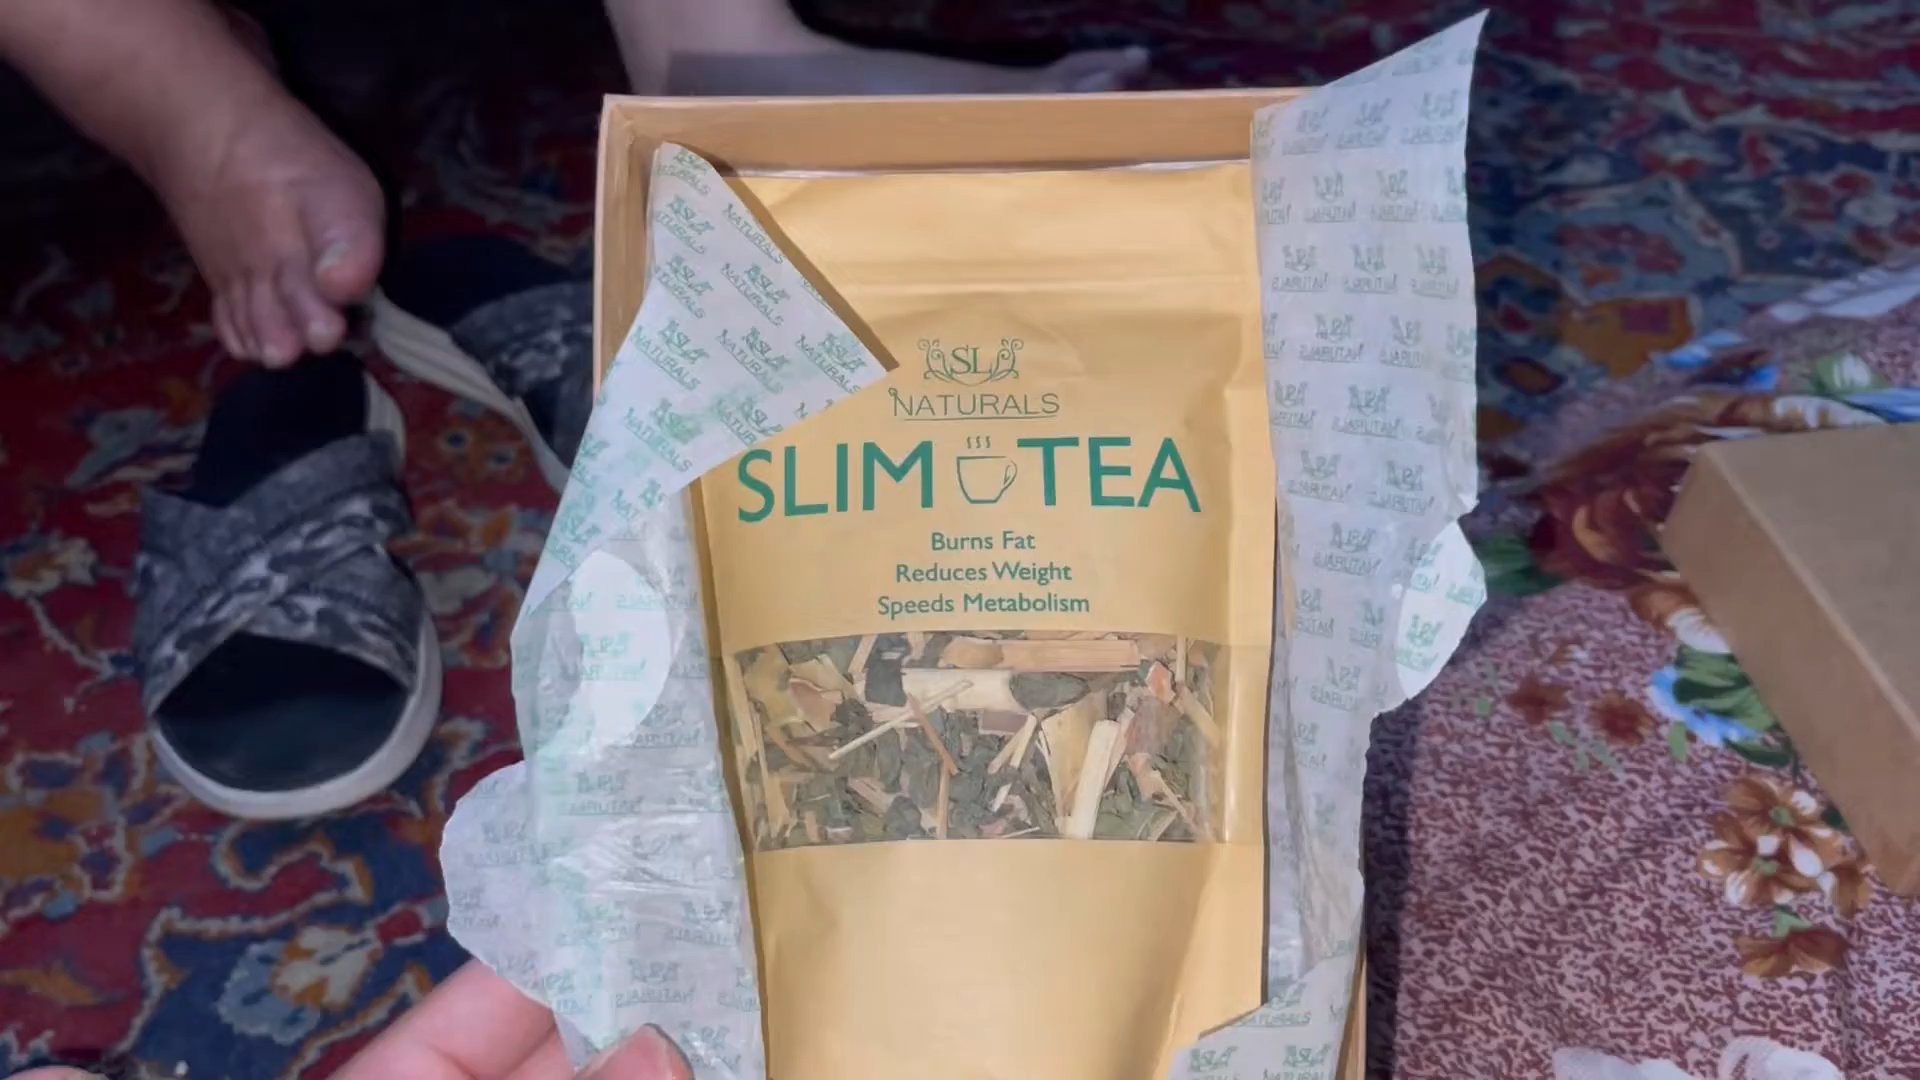 SL
NATURALS
SLIM TEA
Burns Fat
Reduces Weight
Speeds Metabolism